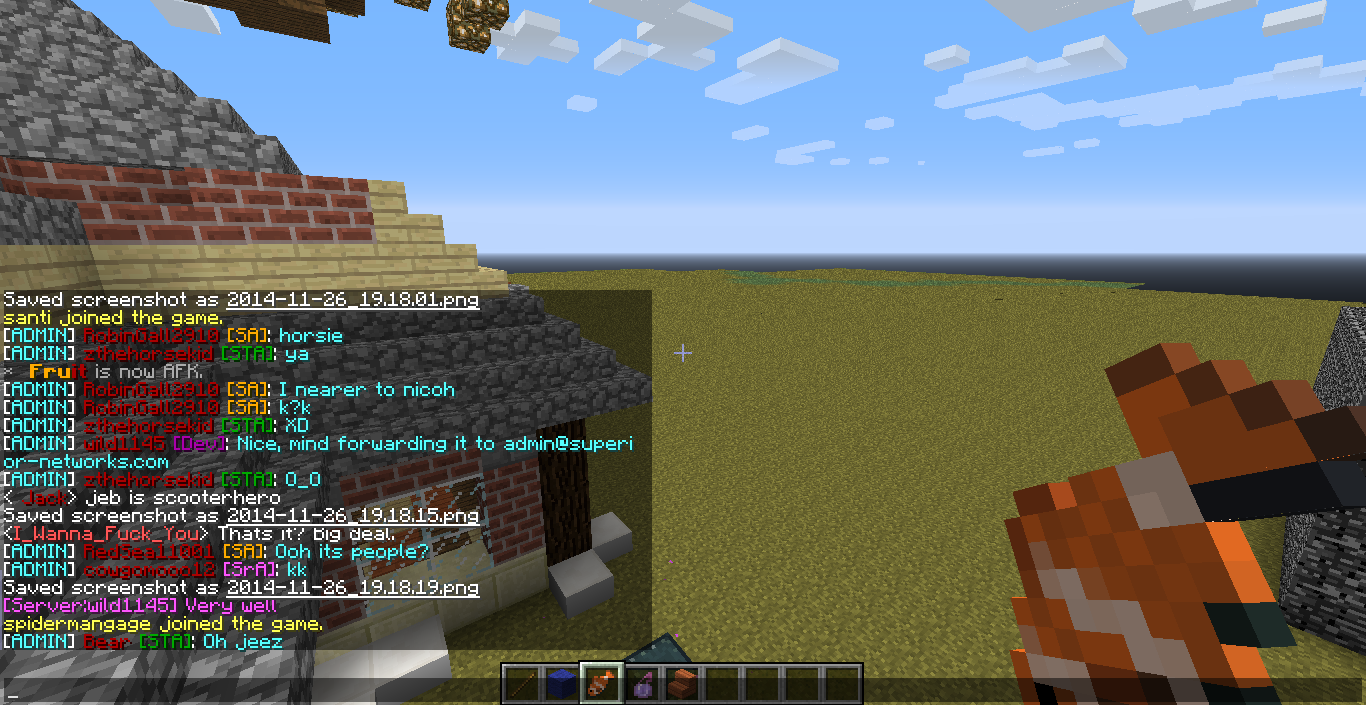 Saved screenshot as 2014-11-26_19.18.01.png
santi joined the game.
[ADMIN] RobinGall2910 [SA]: horsie
[ADMIN] zthehorsekid [STA]: ya
× Fruit is now AFK.
[ADMIN] RobinGall2910 [SA]: I nearer to nicoh
[ADMIN] RobinGall2910 [SA]: k?k
[ADMIN] zthehorsekid [STA]: XD
[ADMIN] wild1145 [Dev]: Nice, mind forwarding it to admin@superi
or-networks.com
[ADMIN] zthehorsekid [STA]: O_O
< Jack> jeb is scooterhero
Saved screenshot as 2014-11-26_19.18.15.png
<I_Wanna_Fuck_You> Thats it? big deal.
[ADMIN] RedSeal1001 [SA]: Ooh its people?
[ADMIN] cowgomooo12 [SrA]: kk
Saved screenshot as 2014-11-26_19.18.19.png
[Server:wild1145] Very well
spidermangage joined the game.
[ADMIN] Bear [STA]: Oh jeez
_